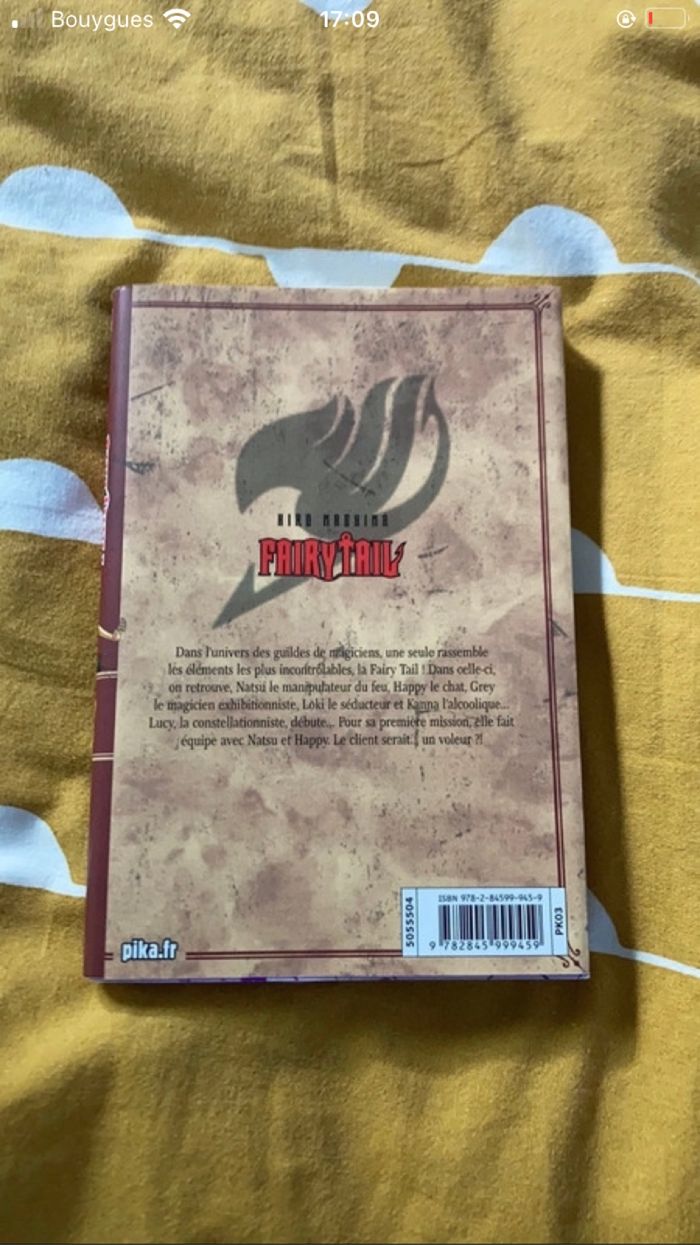 Bouygues
17:09
HIRO MASHIMA
FAIRY TAIL
Dans l'univers des guildes de magiciens, une seule rassemble
les éléments les plus incontrôlables, la Fairy Tail ! Dans celle-ci,
on retrouve, Natsu le manipulateur du feu, Happy le chat, Grey
le magicien exhibitionniste, Loki le séducteur et Kanna l'alcoolique...
Lucy, la constellationniste, débute... Pour sa première mission, elle fait
équipe avec Natsu et Happy. Le client serait... un voleur ?!
pika.fr
5055504
ISBN 978-2-84599-945-9
9 782845 999459
PK03